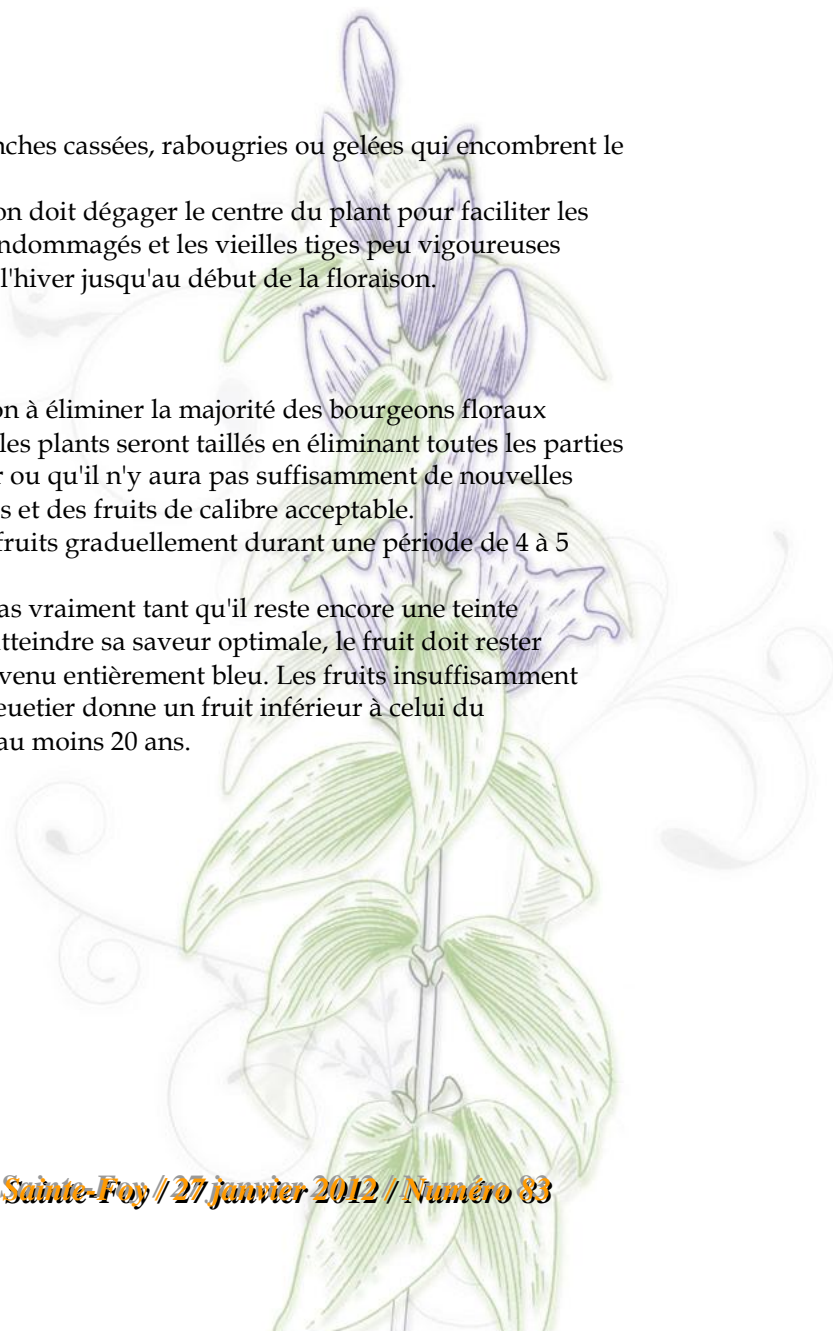 nches cassées, rabougries ou gelées qui encombrent le
on doit dégager le centre du plant pour faciliter les
ndommagés et les vieilles tiges peu vigoureuses
l'hiver jusqu'au début de la floraison.
on à éliminer la majorité des bourgeons floraux
les plants seront taillés en éliminant toutes les parties
r ou qu'il n'y aura pas suffisamment de nouvelles
s et des fruits de calibre acceptable.
fruits graduellement durant une période de 4 à 5
as vraiment tant qu'il reste encore une teinte
tteindre sa saveur optimale, le fruit doit rester
venu entièrement bleu. Les fruits insuffisamment
euetier donne un fruit inférieur à celui du
au moins 20 ans.
Sainte-Foy / 27 janvier 2012 / Numéro 83